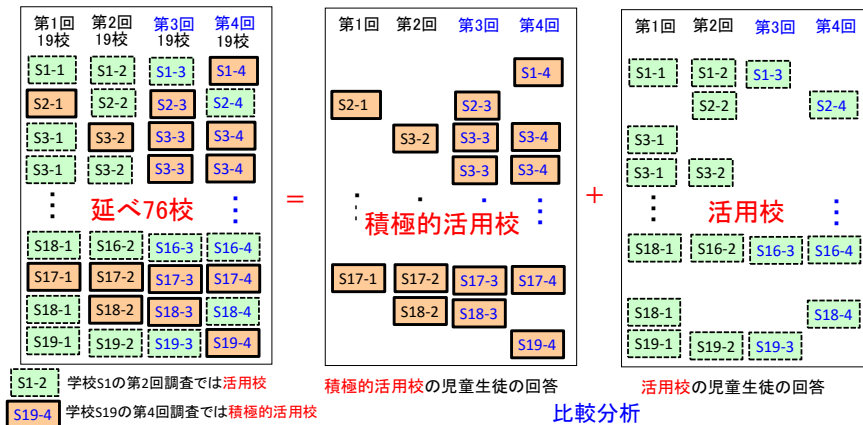 第1回 第2回 第3回 第4回
19校 19校 19校 19校
S1-1 S1-2 S1-3 S1-4
S2-1 S2-2 S2-3 S2-4
S3-1 S3-2 S3-3 S3-4
S3-1 S3-2 S3-3 S3-4
延べ76校
S18-1 S16-2 S16-3 S16-4
S17-1 S17-2 S17-3 S17-4
S18-1 S18-2 S18-3 S18-4
S19-1 S19-2 S19-3 S19-4
=
第1回 第2回 第3回 第4回
S1-4
S2-1 S2-3
S3-2 S3-3 S3-4
S3-3 S3-4
積極的活用校
S17-1 S17-2 S17-3 S17-4
S18-2 S18-3
S19-4
+
第1回 第2回 第3回 第4回
S1-1 S1-2 S1-3
S2-2 S2-4
S3-1
S3-1 S3-2
活用校
S18-1 S16-2 S16-3 S16-4
S18-1 S18-4
S19-1 S19-2 S19-3
S1-2 学校S1の第2回調査では活用校
S19-4 学校S19の第4回調査では積極的活用校
積極的活用校の児童生徒の回答
活用校の児童生徒の回答
比較分析